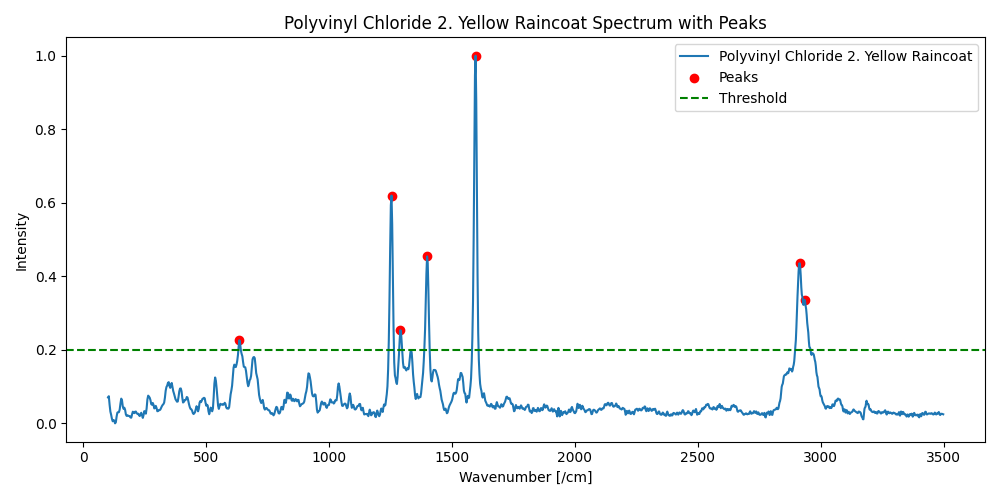 Polyvinyl Chloride 2. Yellow Raincoat Spectrum with Peaks
Polyvinyl Chloride 2. Yellow Raincoat
Peaks
Threshold
Intensity
1.0
0.8
0.6
0.4
0.2
0.0
0 500 1000 1500 2000 2500 3000 3500
Wavenumber [/cm]